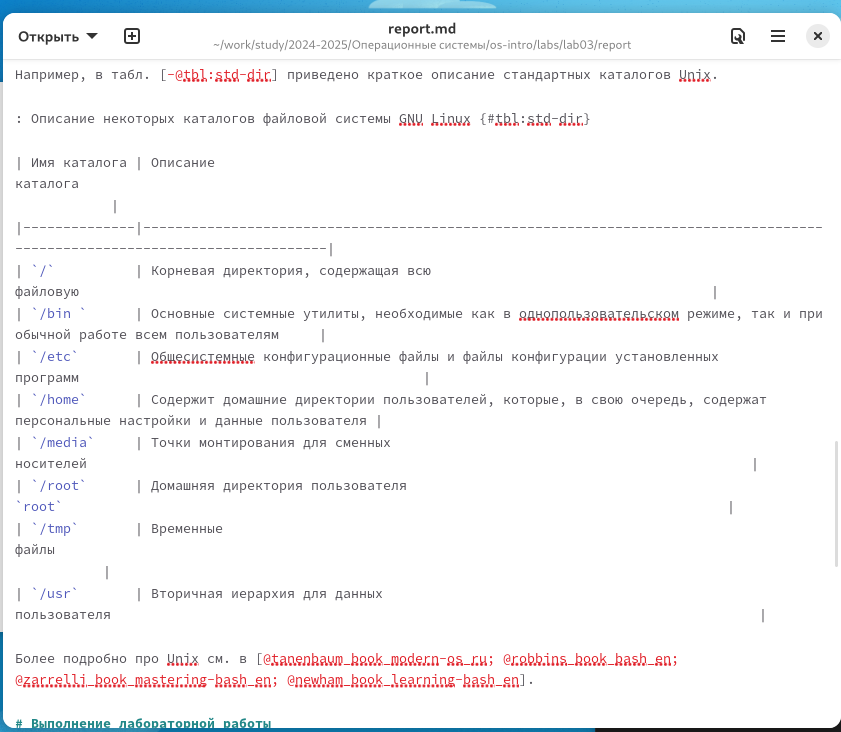 Открыть
report.md
~/work/study/2024-2025/Операционные системы/os-intro/labs/lab03/report
Например, в табл. [-@tbl:std-dir] приведено краткое описание стандартных каталогов Unix.
: Описание некоторых каталогов файловой системы GNU Linux {#tbl:std-dir}
| Имя каталога | Описание
каталога
|
|--------------|-------------------------------------------------------------------------------------
---------------------------------------|
| `/`          | Корневая директория, содержащая всю
файловую                                                                               |
| `/bin `      | Основные системные утилиты, необходимые как в однопользовательском режиме, так и при
обычной работе всем пользователям     |
| `/etc`       | Общесистемные конфигурационные файлы и файлы конфигурации установленных
программ                                           |
| `/home`      | Содержит домашние директории пользователей, которые, в свою очередь, содержат
персональные настройки и данные пользователя |
| `/media`     | Точки монтирования для сменных
носителей                                                                                   |
| `/root`      | Домашняя директория пользователя
`root`                                                                                   |
| `/tmp`       | Временные
файлы
|
| `/usr`       | Вторичная иерархия для данных
пользователя                                                                                 |
Более подробно про Unix см. в [@tanenbaum_book_modern-os_ru; @robbins_book_bash_en;
@zarrelli_book_mastering-bash_en; @newham_book_learning-bash_en].
# Выполнение лабораторной работы